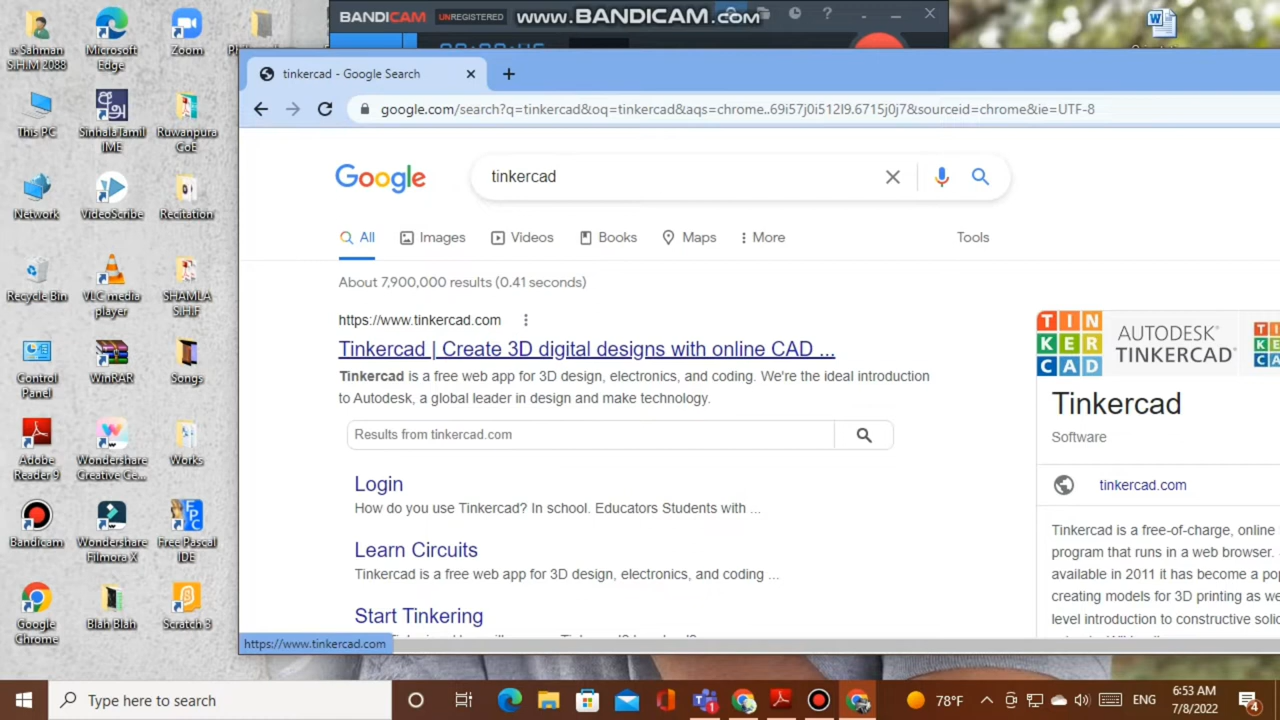 BANDICAM UNREGISTERED www.BANDICAM.com
tinkercad - Google Search
google.com/search?q=tinkercad&oq=tinkercad&aqs=chrome..69i57j0i512l9.6715j0j7&sourceid=chrome&ie=UTF-8
Google
tinkercad
All Images Videos Books Maps More Tools
About 7,900,000 results (0.41 seconds)
https://www.tinkercad.com
Tinkercad | Create 3D digital designs with online CAD ...
Tinkercad is a free web app for 3D design, electronics, and coding. We're the ideal introduction
to Autodesk, a global leader in design and make technology.
Results from tinkercad.com
Login
How do you use Tinkercad? In school. Educators Students with ...
Learn Circuits
Tinkercad is a free web app for 3D design, electronics, and coding ...
Start Tinkering
https://www.tinkercad.com
TIN
KER
CAD
AUTODESK®
TINKERCAD®
Tinkercad
Software
tinkercad.com
Tinkercad is a free-of-charge, online
program that runs in a web browser.
available in 2011 it has become a po
creating models for 3D printing as we
level introduction to constructive solid
Sahman
S.H.M 2088
Microsoft
Edge
Zoom
This PC
SinhalaTamil
IME
Ruwanpura
CoE
Network
VideoScribe
Recitation
Recycle Bin
VLC media
player
SHAMLA
S.H.F
Control
Panel
WinRAR
Songs
Adobe
Reader 9
Wondershare
Creative Ce...
Works
Bandicam
Wondershare
Filmora X
Free Pascal
IDE
Google
Chrome
Blah Blah
Scratch 3
Type here to search
78°F
ENG
6:53 AM
7/8/2022
4